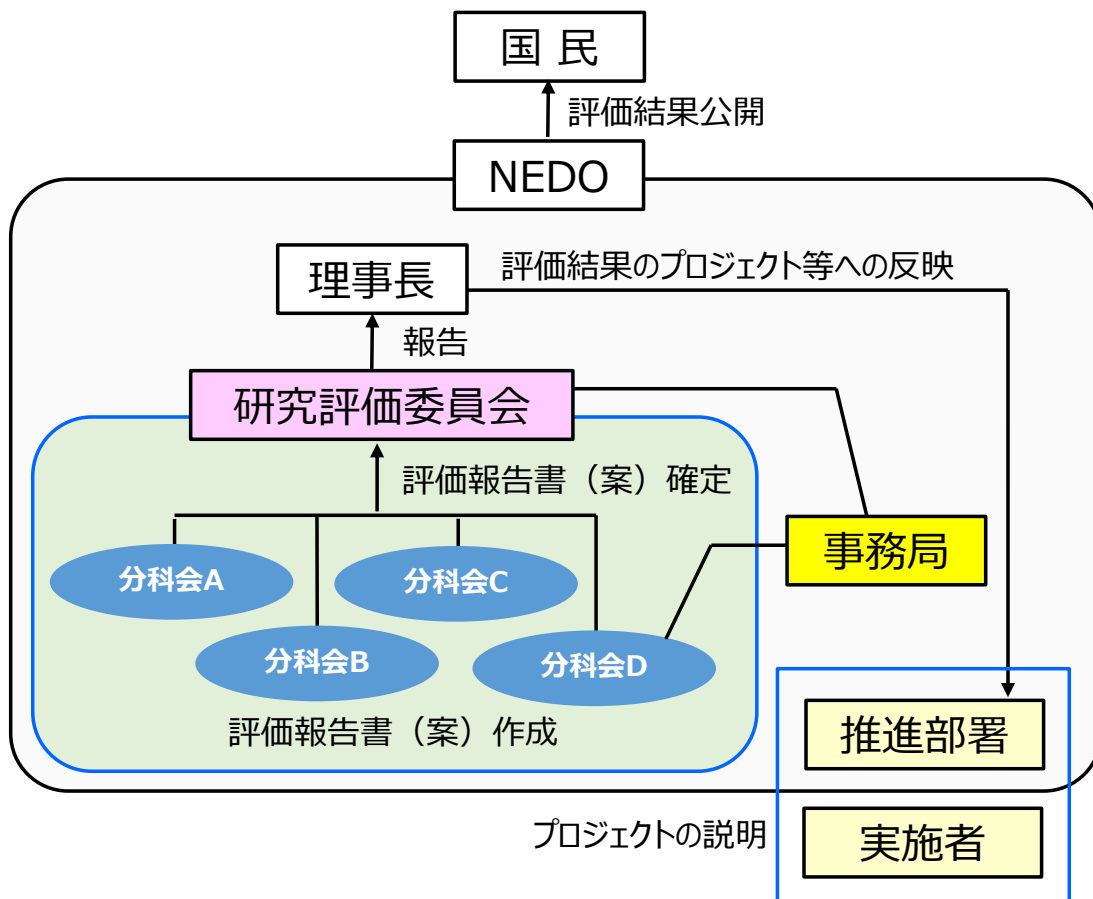 国 民
評価結果公開
NEDO
理事長
評価結果のプロジェクト等への反映
報告
研究評価委員会
評価報告書（案）確定
事務局
分科会A
分科会C
分科会B
分科会D
評価報告書（案）作成
推進部署
プロジェクトの説明
実施者